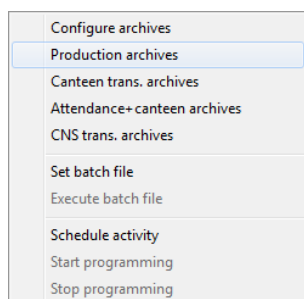 Configure archives
Production archives
Canteen trans. archives
Attendance+canteen archives
CNS trans. archives
Set batch file
Execute batch file
Schedule activity
Start programming
Stop programming